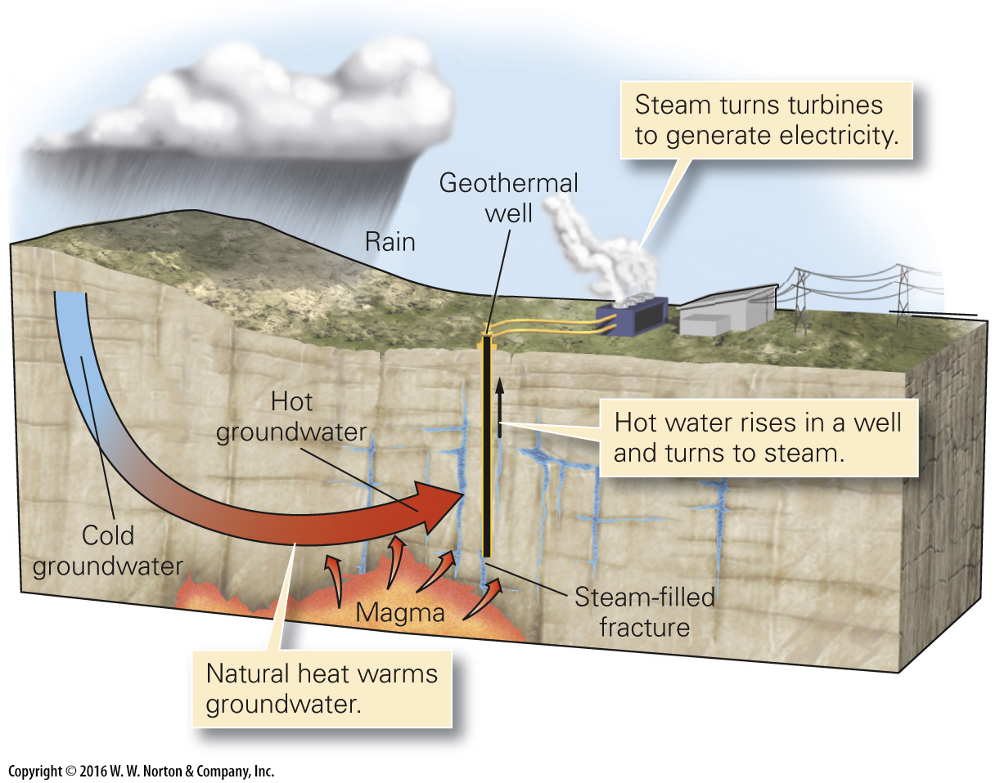 Steam turns turbines
to generate electricity.
Geothermal
well
Rain
Hot
groundwater
Hot water rises in a well
and turns to steam.
Cold
groundwater
Magma
Steam-filled
fracture
Natural heat warms
groundwater.
Copyright © 2016 W. W. Norton & Company, Inc.